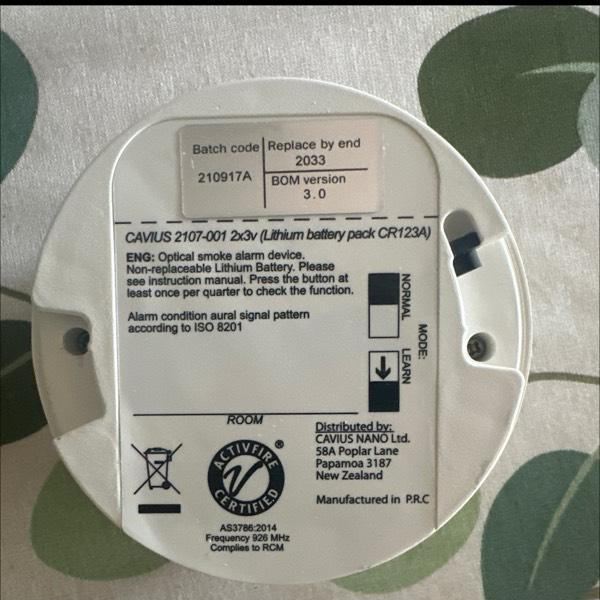 Batch code
210917A
Replace by end
2033
BOM version
3.0
CAVIUS 2107-001 2x3v (Lithium battery pack CR123A)
ENG: Optical smoke alarm device.
Non-replaceable Lithium Battery. Please
see instruction manual. Press the button at
least once per quarter to check the function.
Alarm condition aural signal pattern
according to ISO 8201
MODE:
NORMAL
LEARN
ROOM
ACTIVFIRE
®
CERTIFIED
AS3786:2014
Frequency 926 MHz
Complies to RCM
Distributed by:
CAVIUS NANO Ltd.
58A Poplar Lane
Papamoa 3187
New Zealand
Manufactured in P.R.C